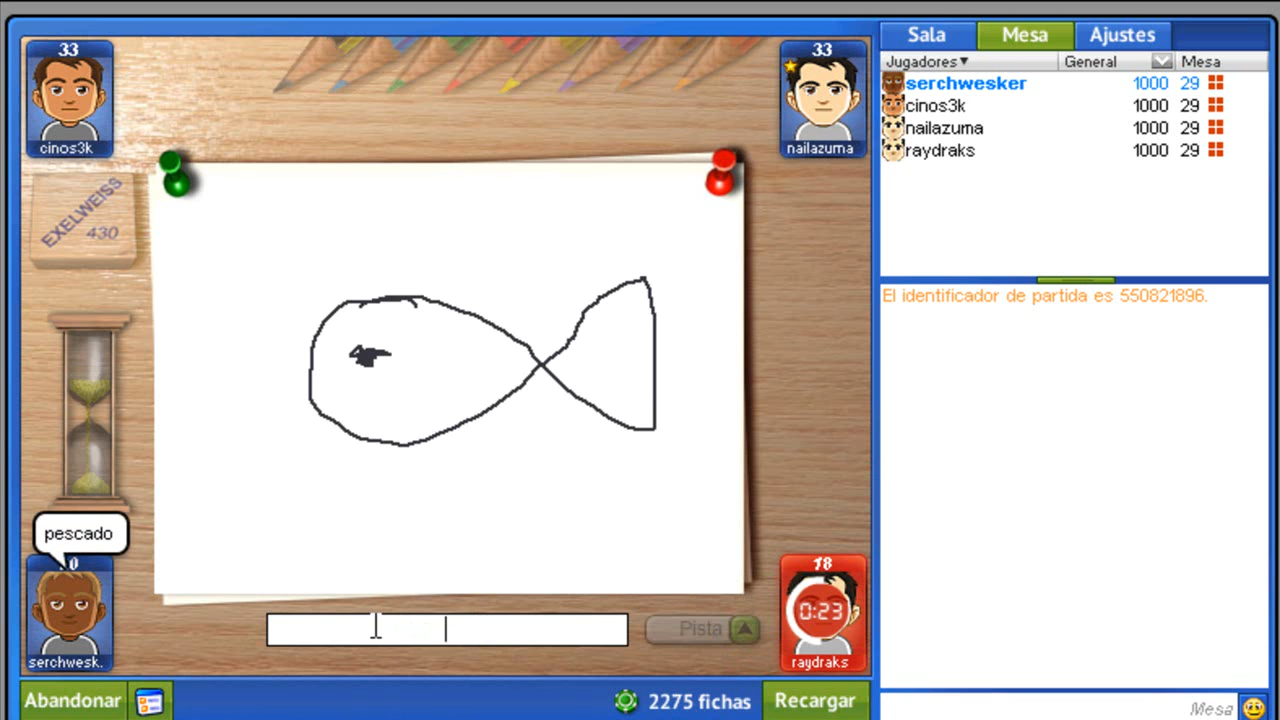 33
cinos3k
33
nailazuma
EXELWEISS
430
pescado
serchwesk.
18
0:23
raydraks
Pista
Abandonar
2275 fichas
Recargar
Sala
Mesa
Ajustes
Jugadores▼ General Mesa
serchwesker 1000 29
cinos3k 1000 29
nailazuma 1000 29
raydraks 1000 29
El identificador de partida es 550821896.
Mesa